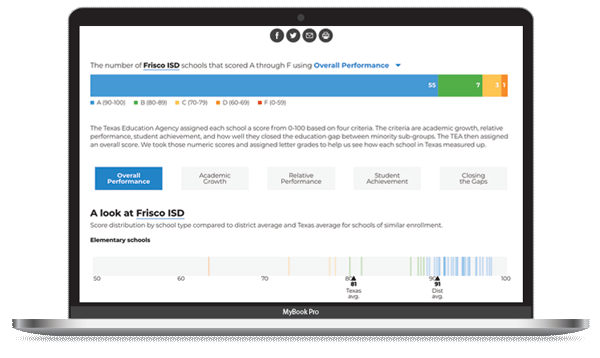 The number of Frisco ISD schools that scored A through F using Overall Performance
55 7 3 1
A (90-100) B (80-89) C (70-79) D (60-69) F (0-59)
The Texas Education Agency assigned each school a score from 0-100 based on four criteria. The criteria are academic growth, relative
performance, student achievement, and how well they closed the education gap between minority sub-groups. The TEA then assigned
an overall score. We took those numeric scores and assigned letter grades to help us see how each school in Texas measured up.
Overall
Performance
Academic
Growth
Relative
Performance
Student
Achievement
Closing
the Gaps
A look at Frisco ISD
Score distribution by school type compared to district average and Texas average for schools of similar enrollment.
Elementary schools
50 60 70 80 90 100
81 91
Texas
avg.
Dist
avg.
MyBook Pro